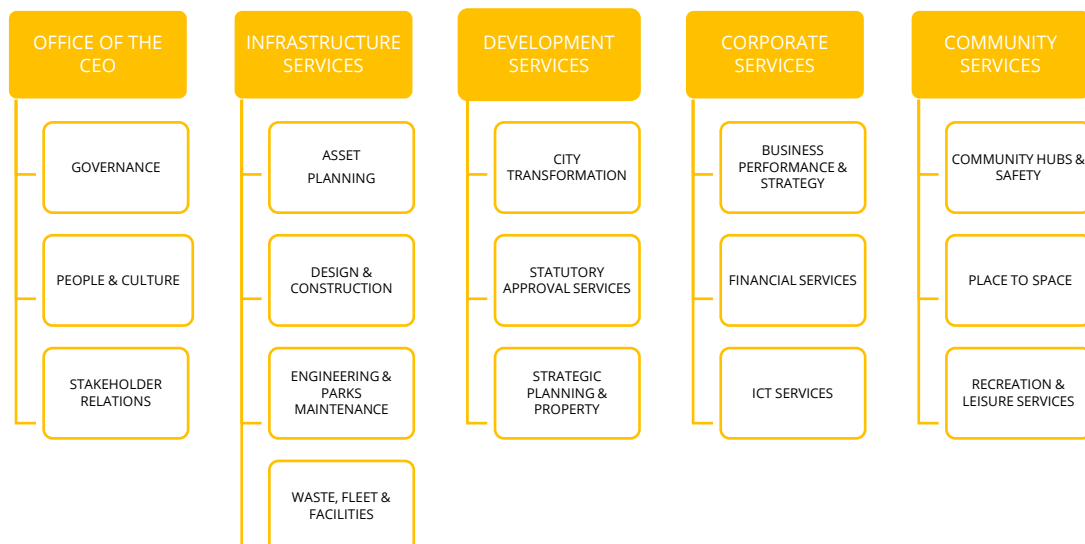 OFFICE OF THE
CEO
GOVERNANCE
PEOPLE & CULTURE
STAKEHOLDER
RELATIONS
INFRASTRUCTURE
SERVICES
ASSET
PLANNING
DESIGN &
CONSTRUCTION
ENGINEERING &
PARKS
MAINTENANCE
WASTE, FLEET &
FACILITIES
DEVELOPMENT
SERVICES
CITY
TRANSFORMATION
STATUTORY
APPROVAL SERVICES
STRATEGIC
PLANNING &
PROPERTY
CORPORATE
SERVICES
BUSINESS
PERFORMANCE &
STRATEGY
FINANCIAL SERVICES
ICT SERVICES
COMMUNITY
SERVICES
COMMUNITY HUBS &
SAFETY
PLACE TO SPACE
RECREATION &
LEISURE SERVICES